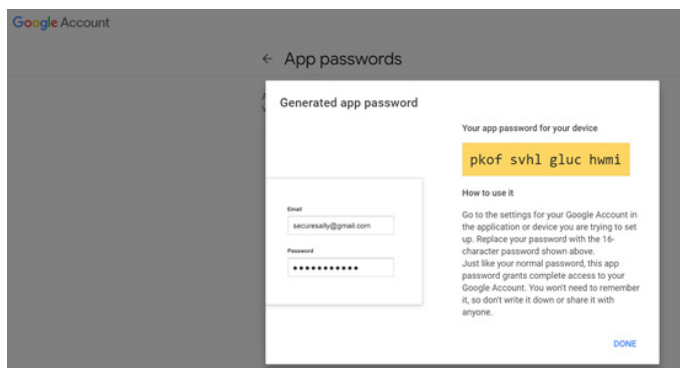 Google Account
← App passwords
Generated app password
Your app password for your device
pkof svhl gluc hwmi
How to use it
Go to the settings for your Google Account in
the application or device you are trying to set
up. Replace your password with the 16-
character password shown above.
Just like your normal password, this app
password grants complete access to your
Google Account. You won't need to remember
it, so don't write it down or share it with
anyone.
Email
securesally@gmail.com
Password
•••••••••••
DONE